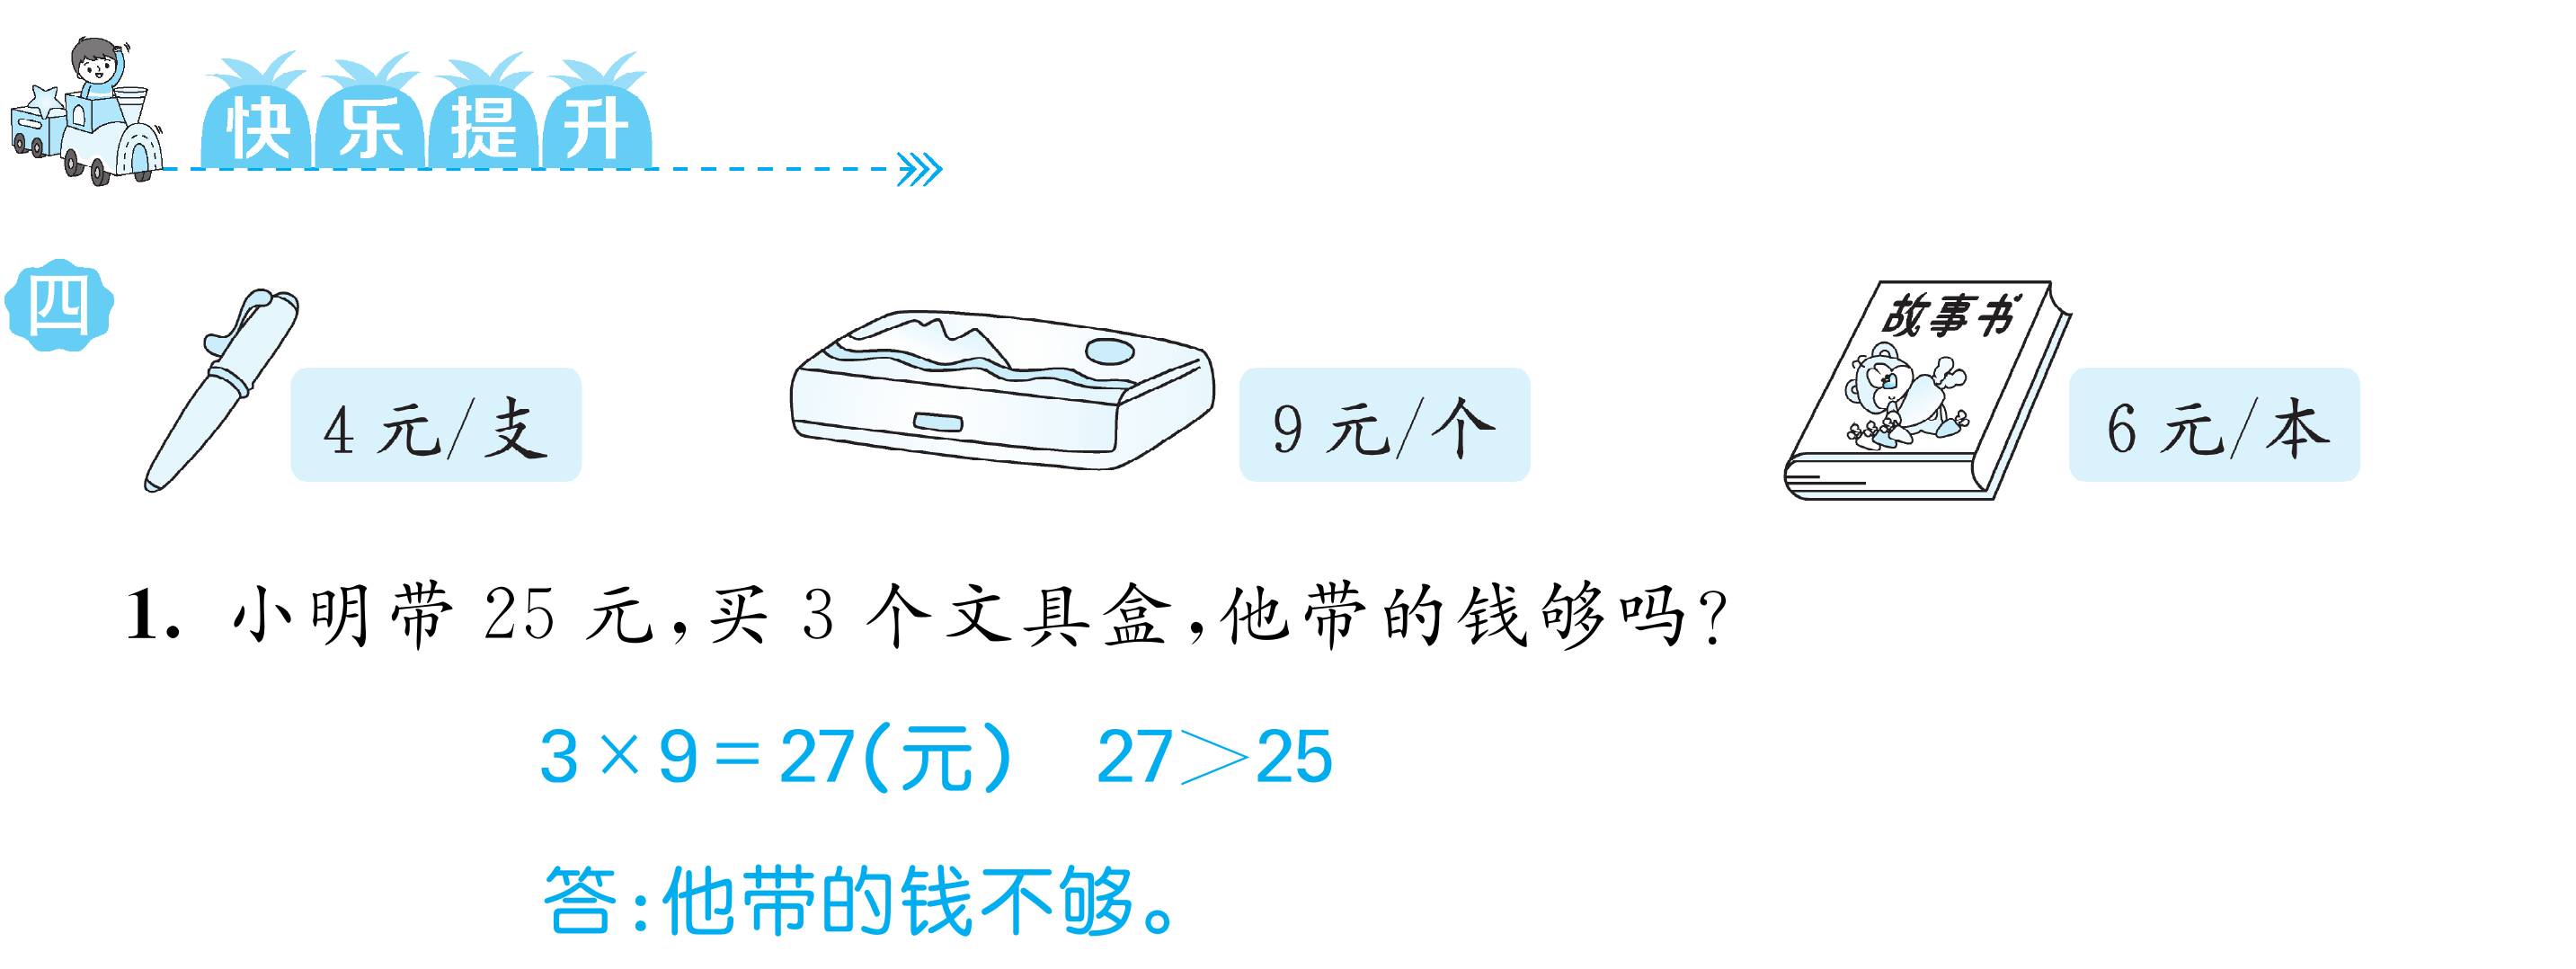 快乐提升
四
故事书
4 元/支 9 元/个 6 元/本
1. 小明带 25 元,买 3 个文具盒,他带的钱够吗?
3×9=27(元) 27>25
答:他带的钱不够。